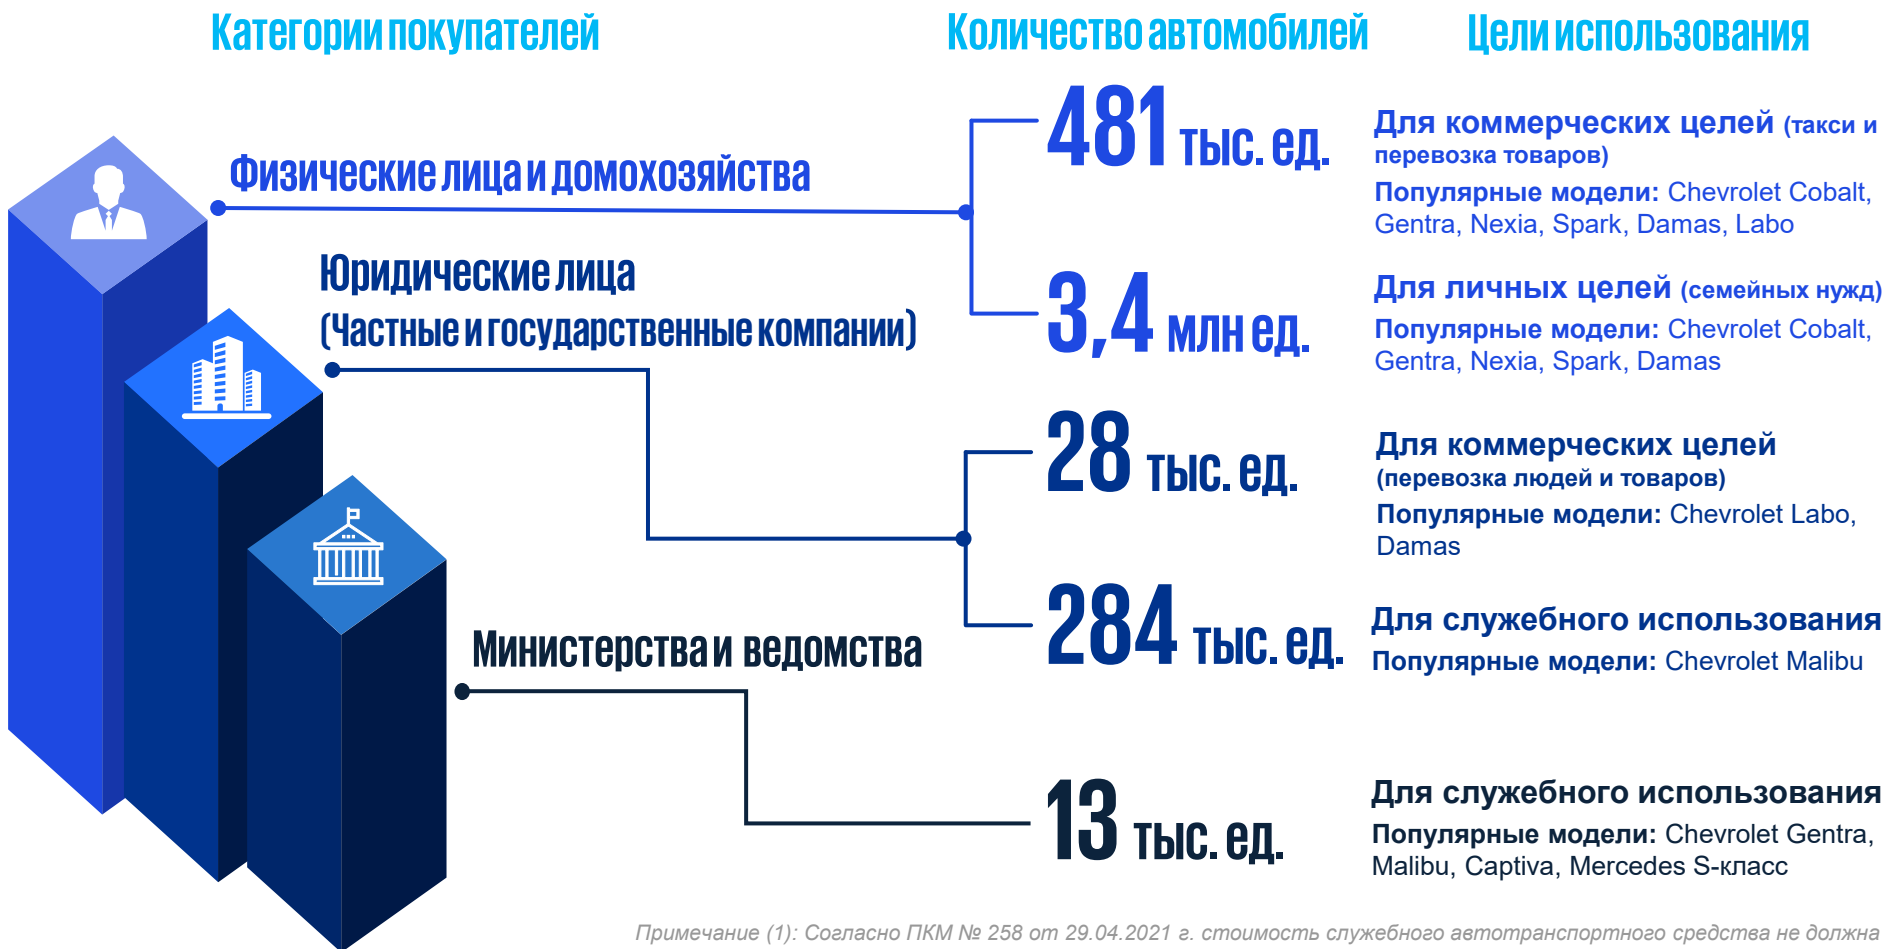 Категории покупателей
Количество автомобилей
Цели использования
Физические лица и домохозяйства
481 тыс. ед.
Для коммерческих целей (такси и
перевозка товаров)
Популярные модели: Chevrolet Cobalt,
Gentra, Nexia, Spark, Damas, Labo
3,4 млн ед.
Для личных целей (семейных нужд)
Популярные модели: Chevrolet Cobalt,
Gentra, Nexia, Spark, Damas
Юридические лица
(Частные и государственные компании)
28 тыс. ед.
Для коммерческих целей
(перевозка людей и товаров)
Популярные модели: Chevrolet Labo,
Damas
284 тыс. ед.
Для служебного использования
Популярные модели: Chevrolet Malibu
Министерства и ведомства
13 тыс. ед.
Для служебного использования
Популярные модели: Chevrolet Gentra,
Malibu, Captiva, Mercedes S-класс
Примечание (1): Согласно ПКМ № 258 от 29.04.2021 г. стоимость служебного автотранспортного средства не должна